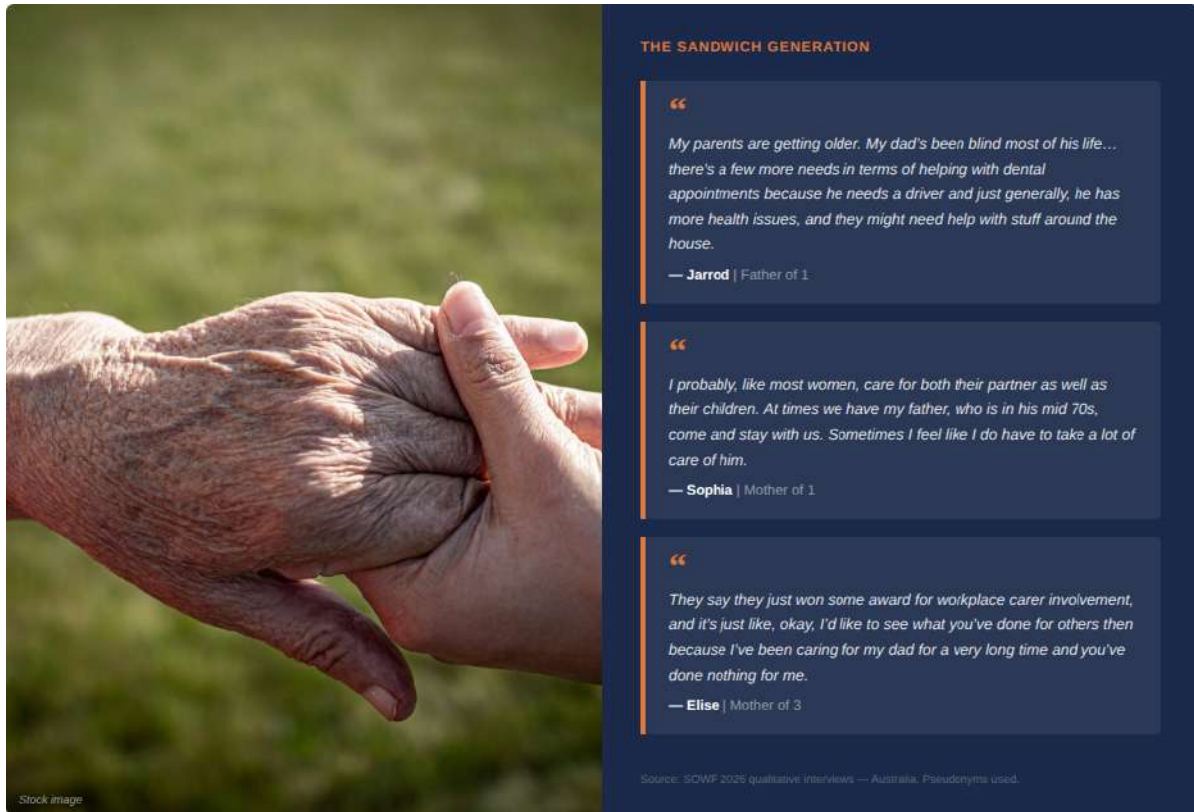 THE SANDWICH GENERATION
“
My parents are getting older. My dad’s been blind most of his life…
there’s a few more needs in terms of helping with dental
appointments because he needs a driver and just generally, he has
more health issues, and they might need help with stuff around the
house.
— Jarrod | Father of 1
“
I probably, like most women, care for both their partner as well as
their children. At times we have my father, who is in his mid 70s,
come and stay with us. Sometimes I feel like I do have to take a lot of
care of him.
— Sophia | Mother of 1
“
They say they just won some award for workplace carer involvement,
and it’s just like, okay, I’d like to see what you’ve done for others then
because I’ve been caring for my dad for a very long time and you’ve
done nothing for me.
— Elise | Mother of 3
Source: SOWF 2026 qualitative interviews — Australia. Pseudonyms used.
Stock image